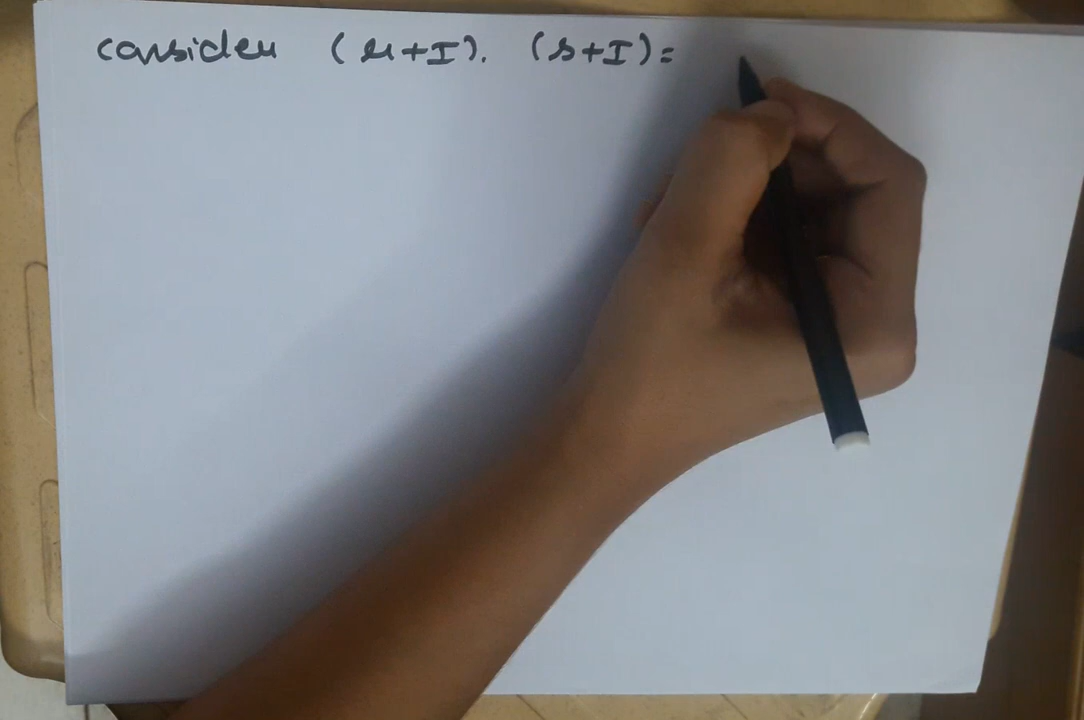 consider (r+I). (s+I)=